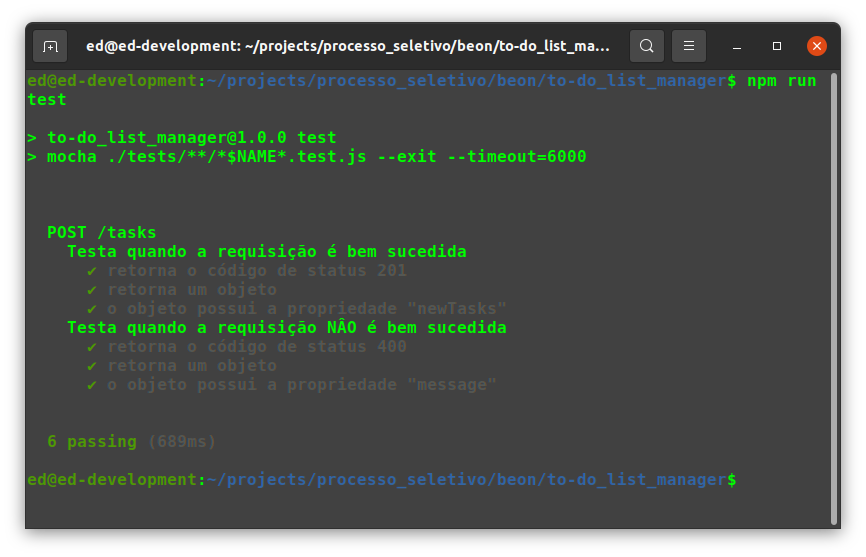 ed@ed-development: ~/projects/processo_seletivo/beon/to-do_list_ma...
ed@ed-development:~/projects/processo_seletivo/beon/to-do_list_manager$ npm run
test
> to-do_list_manager@1.0.0 test
> mocha ./tests/**/*$NAME*.test.js --exit --timeout=6000
POST /tasks
Testa quando a requisição é bem sucedida
✔ retorna o código de status 201
✔ retorna um objeto
✔ o objeto possui a propriedade "newTasks"
Testa quando a requisição NÃO é bem sucedida
✔ retorna o código de status 400
✔ retorna um objeto
✔ o objeto possui a propriedade "message"
6 passing (689ms)
ed@ed-development:~/projects/processo_seletivo/beon/to-do_list_manager$